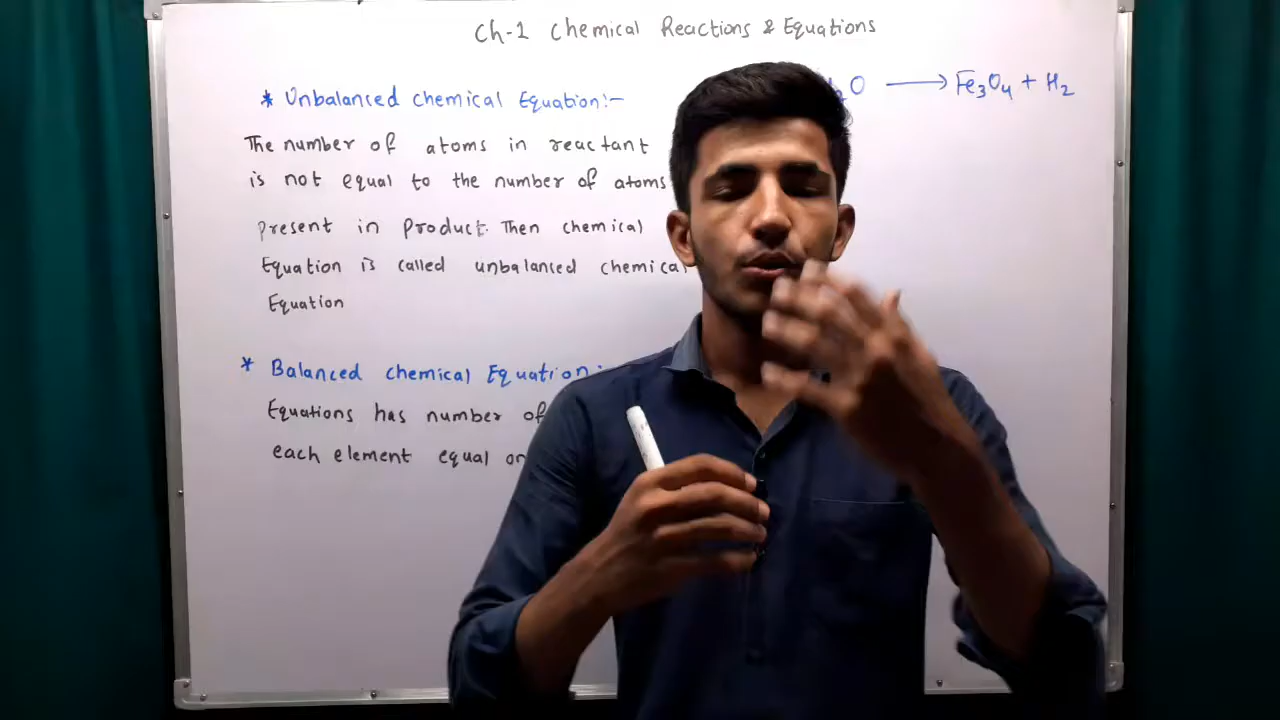 Ch-1 Chemical Reactions & Equations
* Unbalanced chemical Equation:-
O ⟶ Fe3O4 + H2
The number of atoms in reactant
is not equal to the number of atoms
Present in product. Then chemical
Equation is called unbalanced chemical
Equation
* Balanced chemical Equation:
Equations has number of
each element equal on